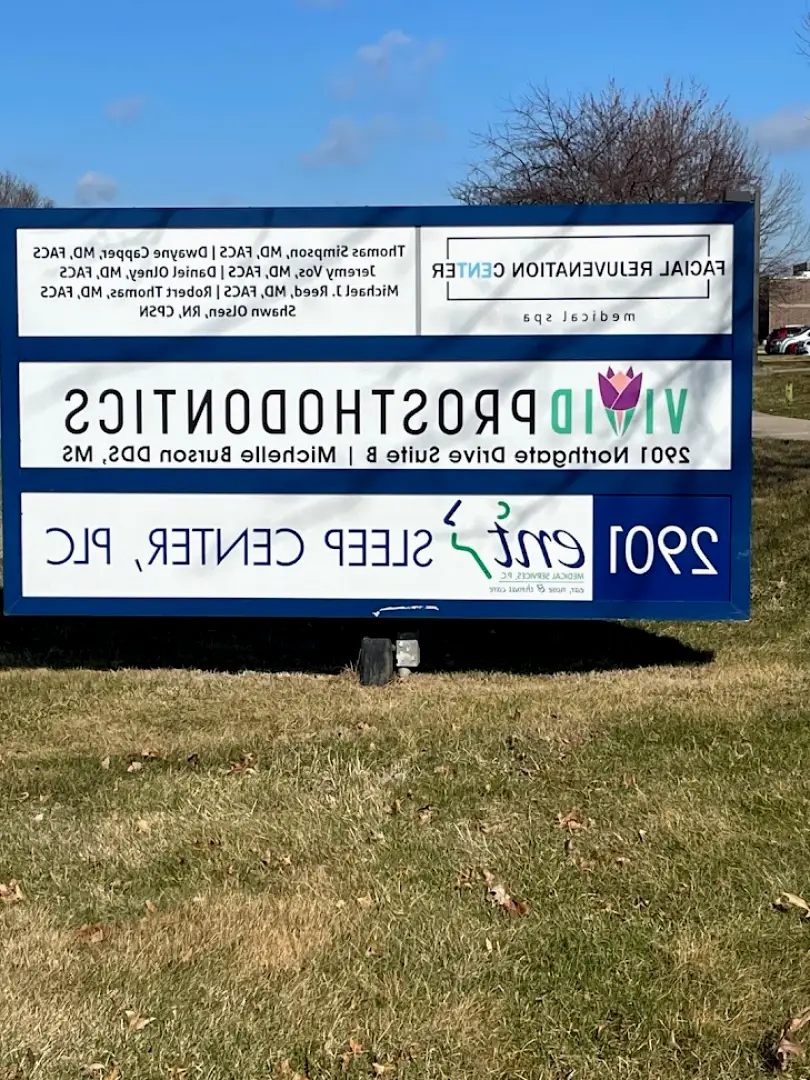 FACIAL REJUVENATION CENTER
medical spa
Thomas Simpson, MD, FACS | Dwayne Capper, MD, FACS
Jeremy Vos, MD, FACS | Daniel Olney, MD, FACS
Michael J. Reed, MD, FACS | Robert Thomas, MD, FACS
Shawn Olsen, RN, CPSN
VIVID PROSTHODONTICS
2901 Northgate Drive Suite B | Michelle Burson DDS, MS
2901
ent
MEDICAL SERVICES, P.C.
ear, nose & throat care
SLEEP CENTER, PLC